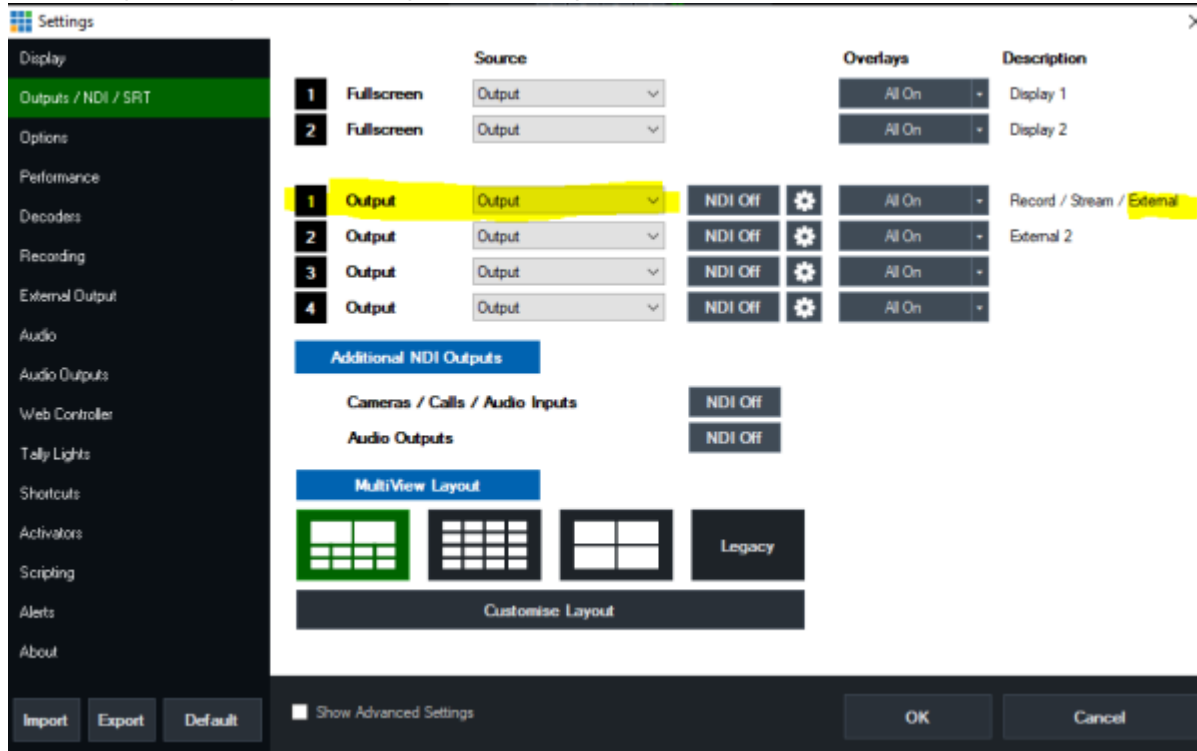 Settings
Display
Outputs / NDI / SRT
Options
Performance
Decoders
Recording
External Output
Audio
Audio Outputs
Web Controller
Tally Lights
Shortcuts
Activators
Scripting
Alerts
About
Import Export Default
Source Overlays Description
1 Fullscreen Output All On Display 1
2 Fullscreen Output All On Display 2
1 Output Output NDI Off All On Record / Stream / External
2 Output Output NDI Off All On External 2
3 Output Output NDI Off All On
4 Output Output NDI Off All On
Additional NDI Outputs
Cameras / Calls / Audio Inputs NDI Off
Audio Outputs NDI Off
MultiView Layout
Legacy
Customise Layout
Show Advanced Settings OK Cancel